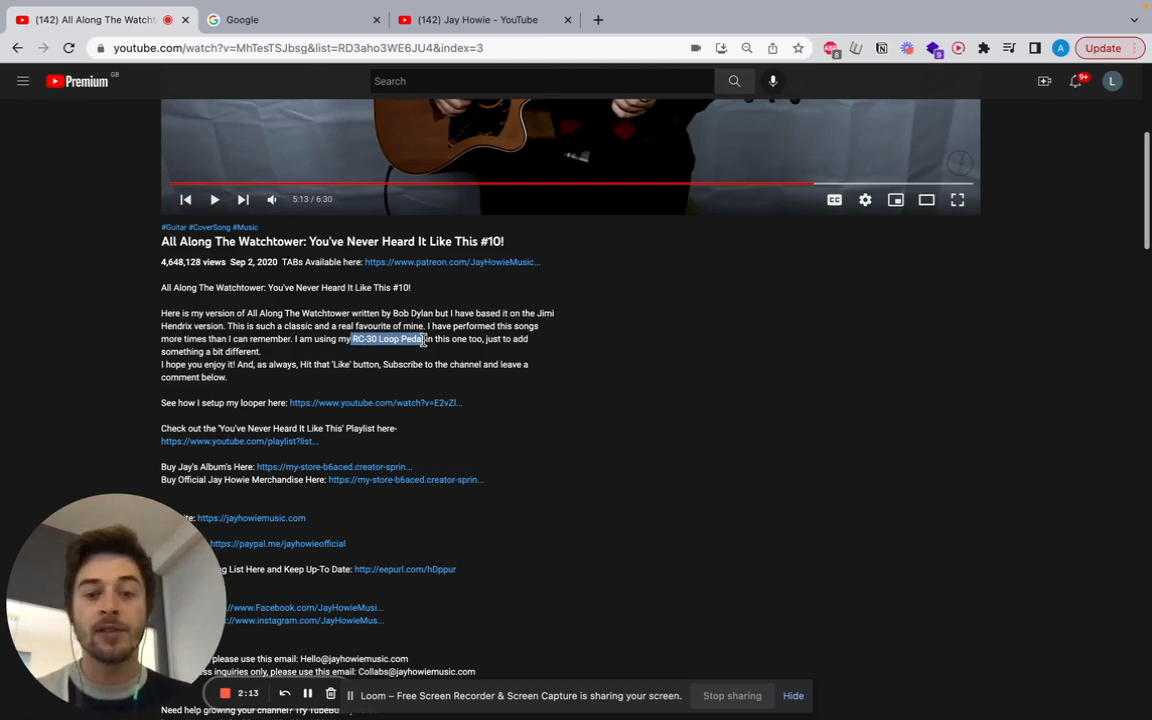 (142) All Along The Watcht
Google
(142) Jay Howie - YouTube
youtube.com/watch?v=MhTesTSJbsg&list=RD3aho3WE6JU4&index=3
8
9
A
Update
Premium
GB
Search
9+
L
5:13 / 6:30
CC
#Guitar #CoverSong #Music
All Along The Watchtower: You've Never Heard It Like This #10!
4,648,128 views Sep 2, 2020 TABs Available here: https://www.patreon.com/JayHowieMusic...
All Along The Watchtower: You've Never Heard It Like This #10!
Here is my version of All Along The Watchtower written by Bob Dylan but I have based it on the Jimi
Hendrix version. This is such a classic and a real favourite of mine. I have performed this songs
more times than I can remember. I am using my RC-30 Loop Pedal in this one too, just to add
something a bit different.
I hope you enjoy it! And, as always, Hit that 'Like' button, Subscribe to the channel and leave a
comment below.
See how I setup my looper here: https://www.youtube.com/watch?v=E2vZl...
Check out the 'You've Never Heard It Like This' Playlist here-
https://www.youtube.com/playlist?list...
Buy Jay's Album's Here: https://my-store-b6aced.creator-sprin...
Buy Official Jay Howie Merchandise Here: https://my-store-b6aced.creator-sprin...
https://jayhowiemusic.com
https://paypal.me/jayhowieofficial
List Here and Keep Up-To Date: http://eepurl.com/hDppur
www.Facebook.com/JayHowieMusi...
www.instagram.com/JayHowieMus...
please use this email: Hello@jayhowiemusic.com
inquiries only, please use this email: Collabs@jayhowiemusic.com
2:13
Loom – Free Screen Recorder & Screen Capture is sharing your screen.
Stop sharing
Hide
Need help growing your channel? Try